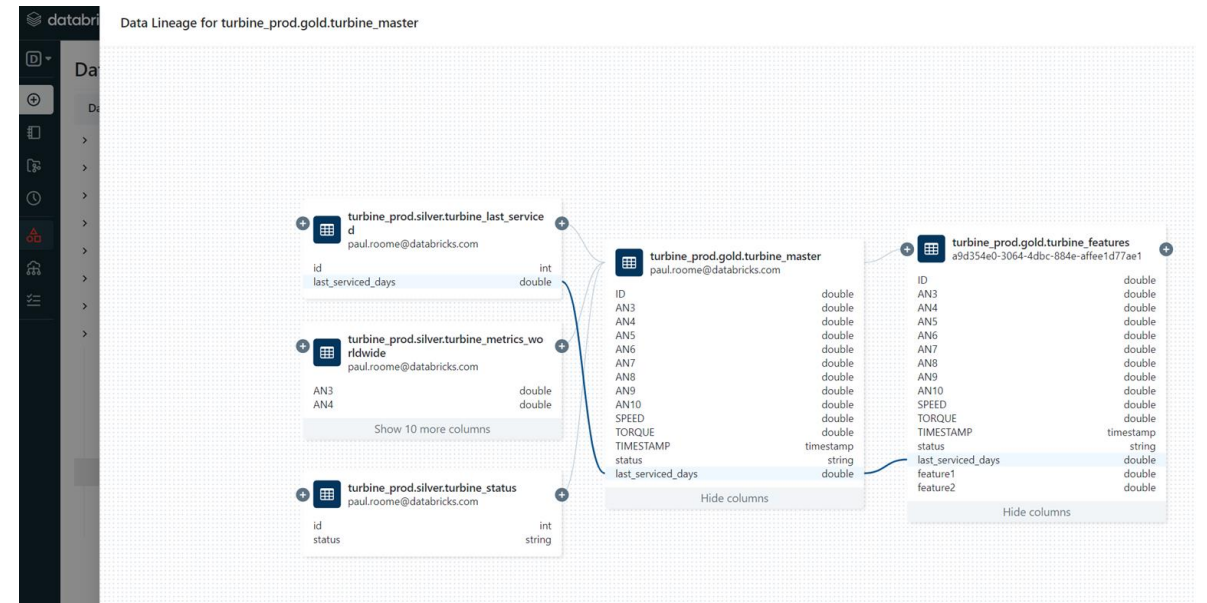 databri
Data Lineage for turbine_prod.gold.turbine_master
D
Da
Da
turbine_prod.silver.turbine_last_service
d
paul.roome@databricks.com
id int
last_serviced_days double
turbine_prod.silver.turbine_metrics_wo
rldwide
paul.roome@databricks.com
AN3 double
AN4 double
Show 10 more columns
turbine_prod.silver.turbine_status
paul.roome@databricks.com
id int
status string
turbine_prod.gold.turbine_master
paul.roome@databricks.com
ID double
AN3 double
AN4 double
AN5 double
AN6 double
AN7 double
AN8 double
AN9 double
AN10 double
SPEED double
TORQUE double
TIMESTAMP timestamp
status string
last_serviced_days double
Hide columns
turbine_prod.gold.turbine_features
a9d354e0-3064-4dbc-884e-affee1d77ae1
ID double
AN3 double
AN4 double
AN5 double
AN6 double
AN7 double
AN8 double
AN9 double
AN10 double
SPEED double
TORQUE double
TIMESTAMP timestamp
status string
last_serviced_days double
feature1 double
feature2 double
Hide columns